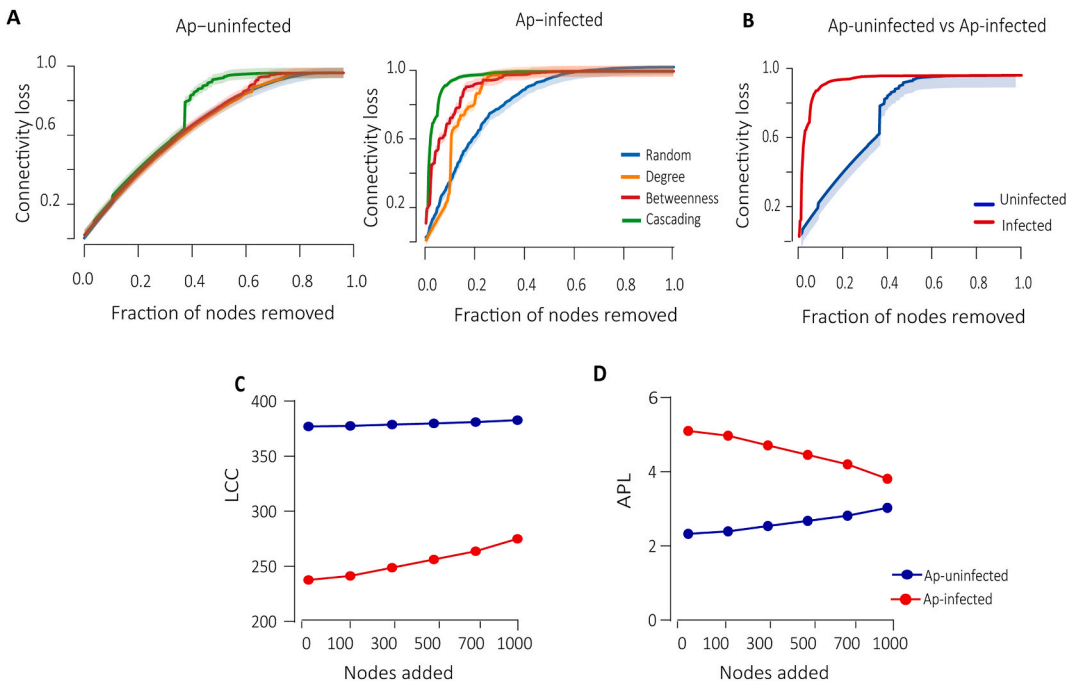 A
Ap−uninfected
Connectivity loss
1.0
0.6
0.2
0.0 0.2 0.4 0.6 0.8 1.0
Fraction of nodes removed
Ap−infected
Connectivity loss
1.0
0.6
0.2
Random
Degree
Betweenness
Cascading
0.0 0.2 0.4 0.6 0.8 1.0
Fraction of nodes removed
B
Ap-uninfected vs Ap-infected
Connectivity loss
1.0
0.6
0.2
Uninfected
Infected
0.0 0.2 0.4 0.6 0.8 1.0
Fraction of nodes removed
C
LCC
400
350
300
250
200
0 100 300 500 700 1000
Nodes added
D
APL
6
4
2
0
Ap-uninfected
Ap-infected
0 100 300 500 700 1000
Nodes added